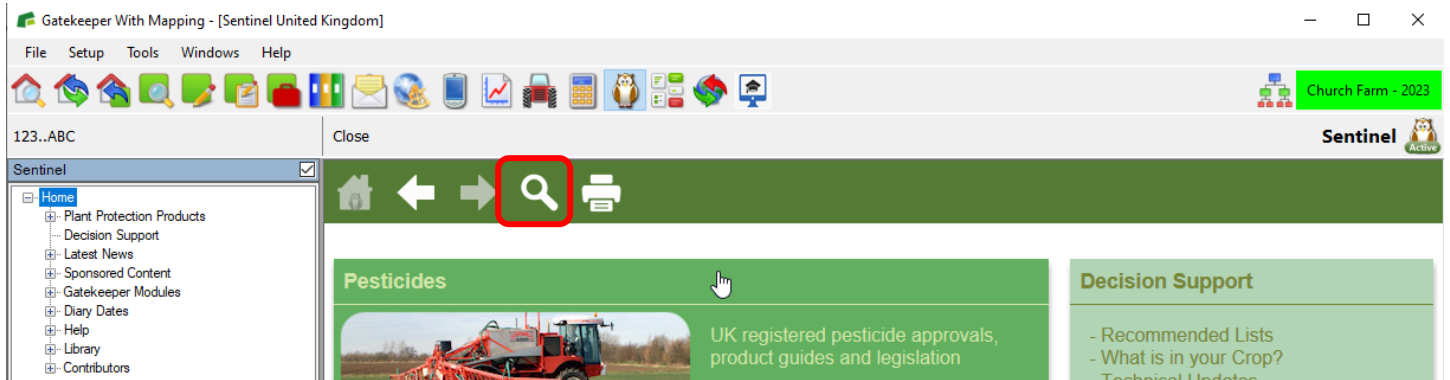 Gatekeeper With Mapping - [Sentinel United Kingdom]
File Setup Tools Windows Help
Church Farm - 2023
123..ABC
Close
Sentinel
Active
Sentinel
Home
Plant Protection Products
Decision Support
Latest News
Sponsored Content
Gatekeeper Modules
Diary Dates
Help
Library
Contributors
Pesticides
UK registered pesticide approvals,
product guides and legislation
Decision Support
- Recommended Lists
- What is in your Crop?
- Technical Updates